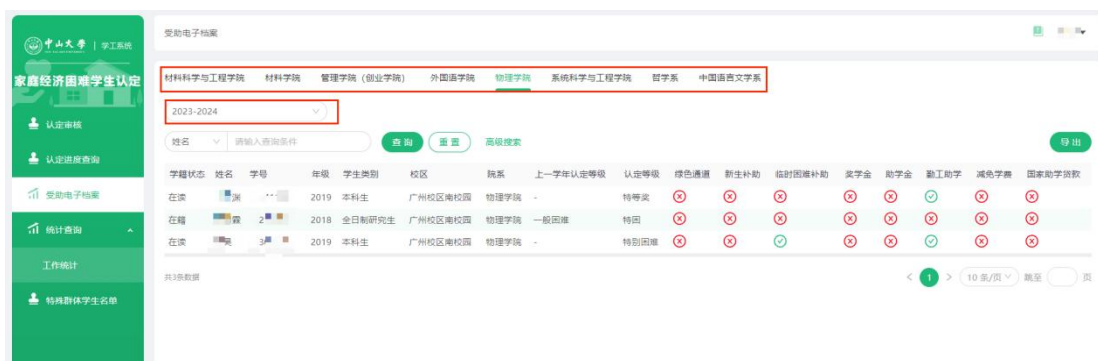 中山大学 | 学工系统
受助电子档案
家庭经济困难学生认定
认定审核
认定进度查询
受助电子档案
统计查询
工作统计
特殊群体学生名单
材料科学与工程学院 材料学院 管理学院（创业学院） 外国语学院 物理学院 系统科学与工程学院 哲学系 中国语言文学系
2023-2024
姓名 请输入查询条件 查询 重置 高级搜索 导出
学籍状态 姓名 学号 年级 学生类别 校区 院系 上一学年认定等级 认定等级 绿色通道 新生补助 临时困难补助 奖学金 助学金 勤工助学 减免学费 国家助学贷款
在读 渊 2019 本科生 广州校区南校园 物理学院 - 特等奖
在籍 霖 2 2018 全日制研究生 广州校区南校园 物理学院 一般困难 特困
在读 昊 3 2019 本科生 广州校区南校园 物理学院 - 特别困难
共3条数据 < 1 > 10 条/页 跳至 页